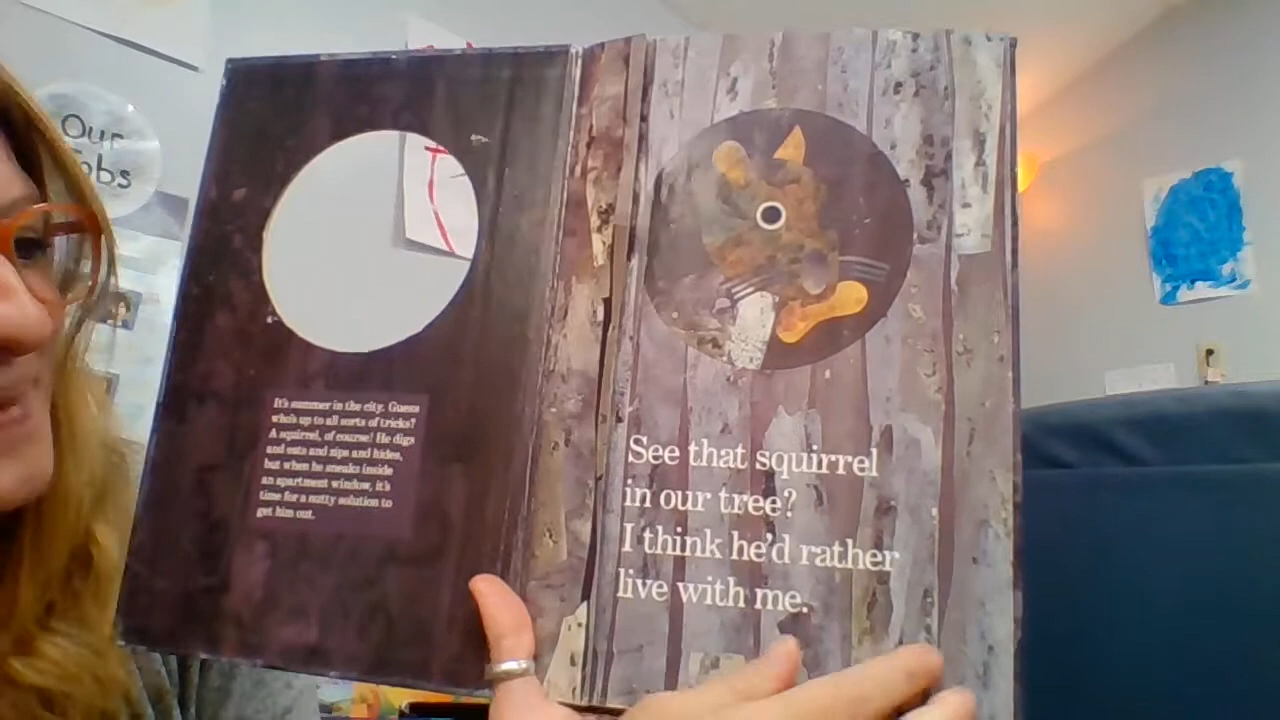 Our
Jobs
It's summer in the city. Guess
who's up to all sorts of tricks?
A squirrel, of course! He digs
and eats and zips and hides,
but when he sneaks inside
an apartment window, it's
time for a nutty solution to
get him out.
See that squirrel
in our tree?
I think he'd rather
live with me.